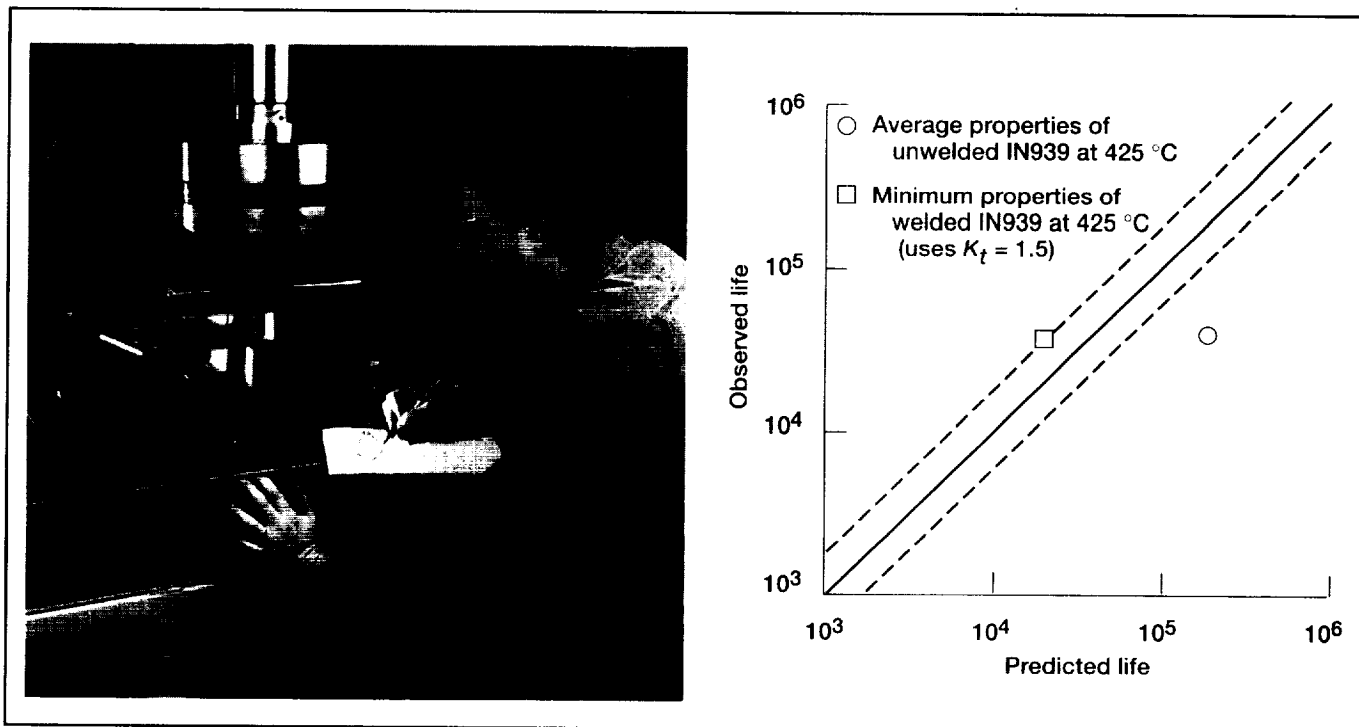 10⁶
Average properties of
unwelded IN939 at 425 °C
Minimum properties of
welded IN939 at 425 °C
(uses Kₜ = 1.5)
10⁵
Observed life
10⁴
10³
10³ 10⁴ 10⁵ 10⁶
Predicted life